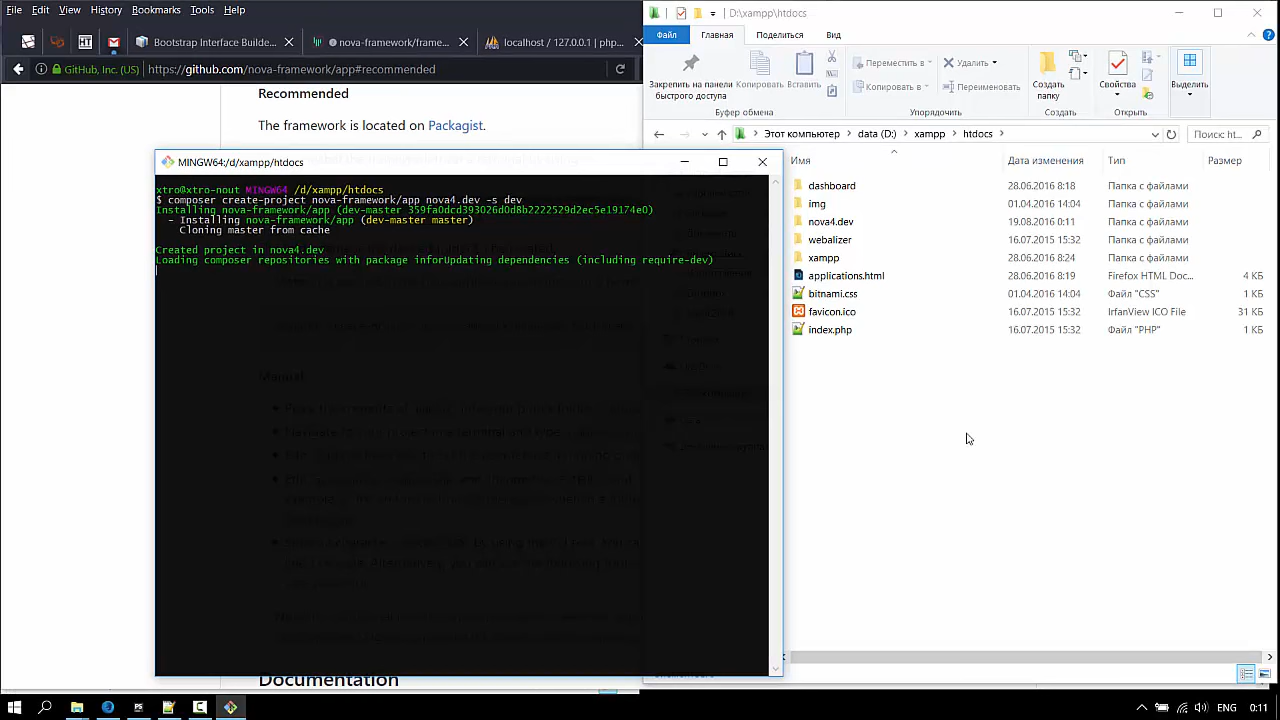 File Edit View History Bookmarks Tools Help
Bootstrap Interface Builde...
nova-framework/frame...
localhost / 127.0.0.1 | php...
GitHub, Inc. (US) https://github.com/nova-framework/app#recommended
Recommended
The framework is located on Packagist.
Documentation
MINGW64:/d/xampp/htdocs
xtro@xtro-nout MINGW64 /d/xampp/htdocs
$ composer create-project nova-framework/app nova4.dev -s dev
Installing nova-framework/app (dev-master 359fa0dcd393026d0d8b2222529d2ec5e19174e0)
- Installing nova-framework/app (dev-master master)
Cloning master from cache
Created project in nova4.dev
Loading composer repositories with package inforUpdating dependencies (including require-dev)
D:\xampp\htdocs
Файл Главная Поделиться Вид
Закрепить на панели быстрого доступа
Копировать
Вставить
Переместить в
Копировать в
Удалить
Переименовать
Создать папку
Свойства
Выделить
Буфер обмена Упорядочить Создать Открыть
Этот компьютер > data (D:) > xampp > htdocs >
Поиск: ht...
Имя Дата изменения Тип Размер
dashboard 28.06.2016 8:18 Папка с файлами
img 01.04.2016 14:04 Папка с файлами
nova4.dev 19.08.2016 0:11 Папка с файлами
webalizer 16.07.2015 15:32 Папка с файлами
xampp 28.06.2016 8:24 Папка с файлами
applications.html 28.06.2016 8:19 Firefox HTML Doc... 4 КБ
bitnami.css 01.04.2016 14:04 Файл "CSS" 1 КБ
favicon.ico 16.07.2015 15:32 IrfanView ICO File 31 КБ
index.php 16.07.2015 15:32 Файл "PHP" 1 КБ
ENG 0:11